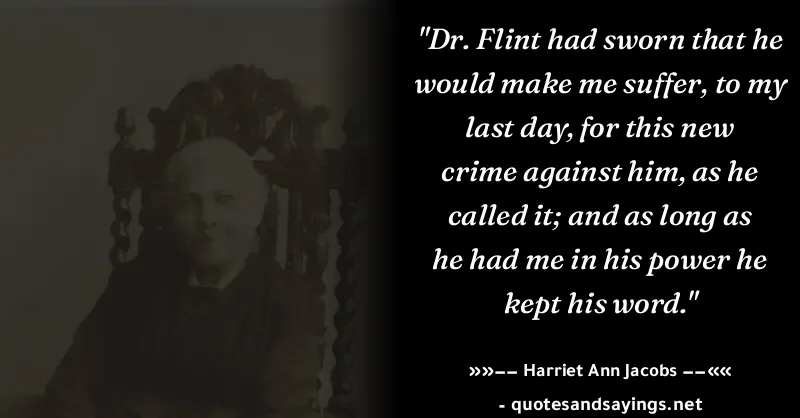 "Dr. Flint had sworn that he
would make me suffer, to my
last day, for this new
crime against him, as he
called it; and as long as
he had me in his power he
kept his word."
»»–– Harriet Ann Jacobs ––««
- quotesandsayings.net